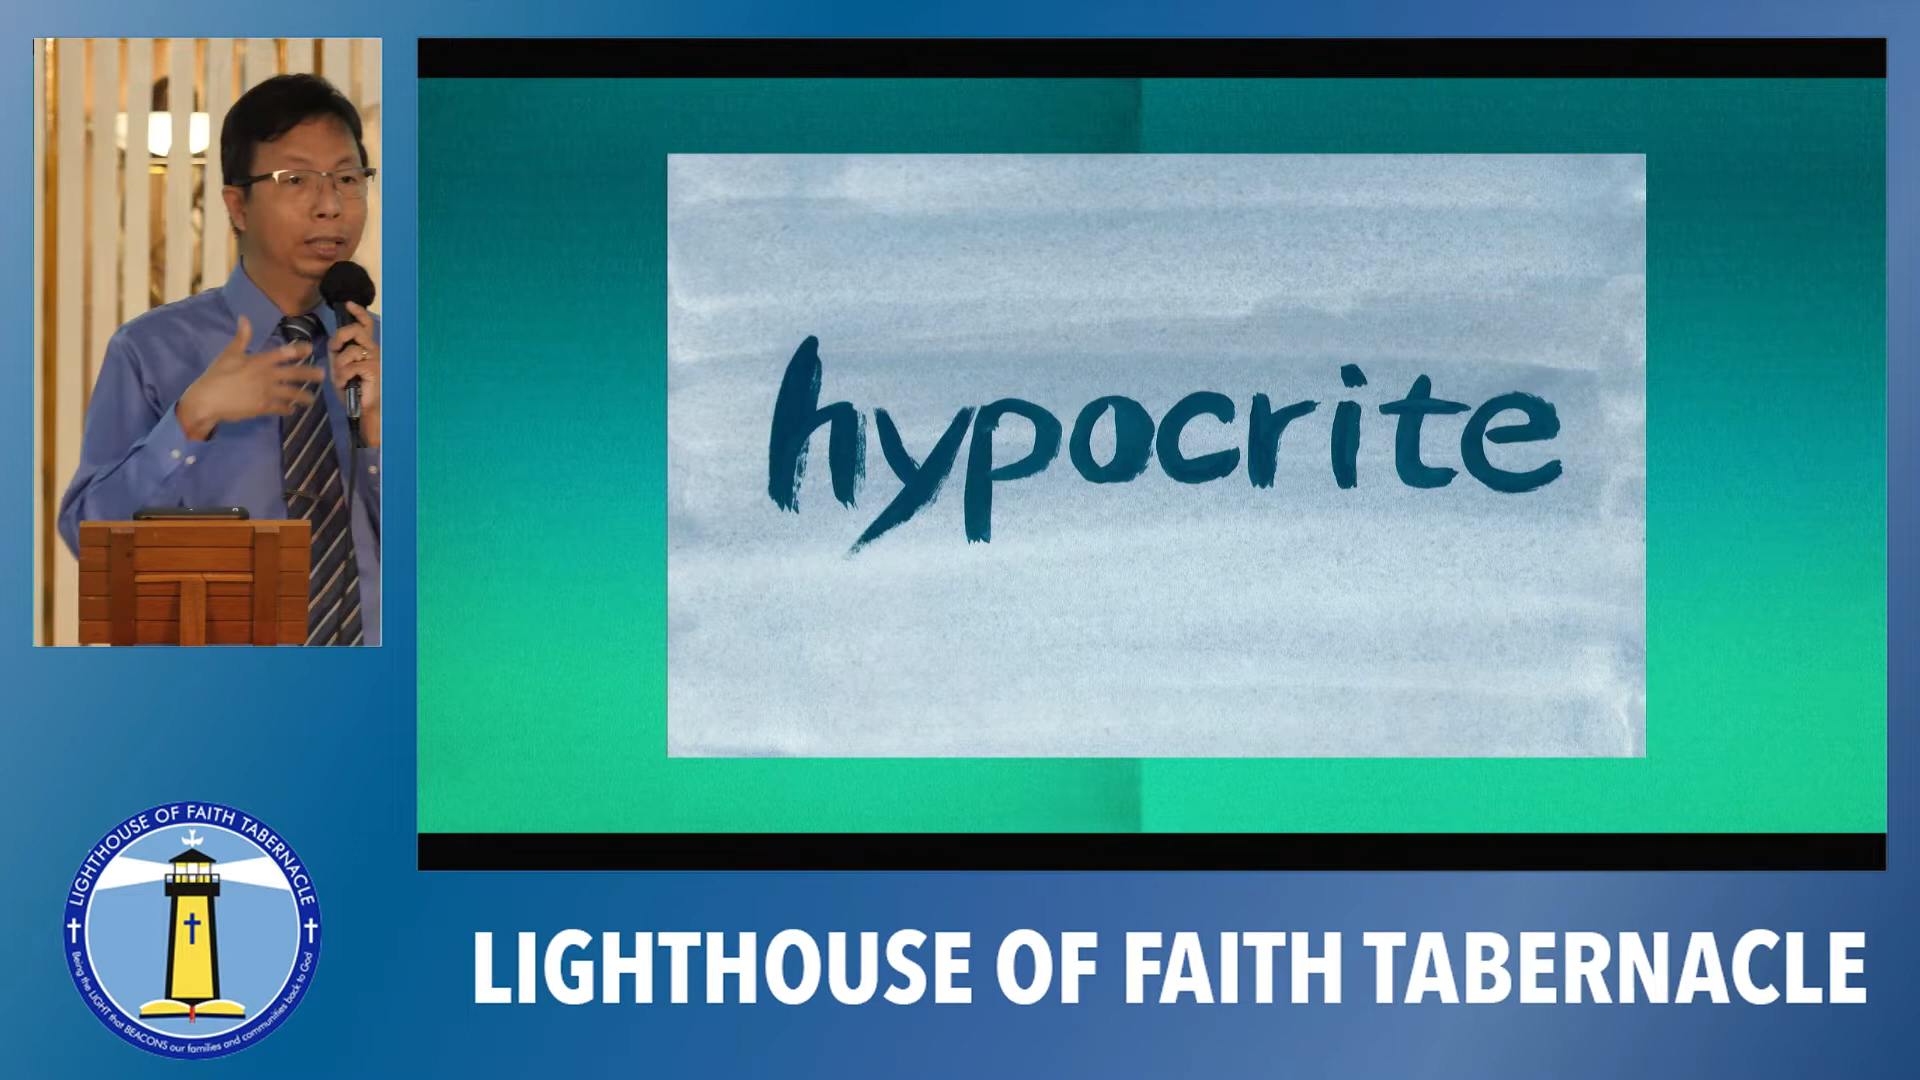 hypocrite
LIGHTHOUSE OF FAITH TABERNACLE
Being the LIGHT that BEACONS our families and communities back to God
LIGHTHOUSE OF FAITH TABERNACLE